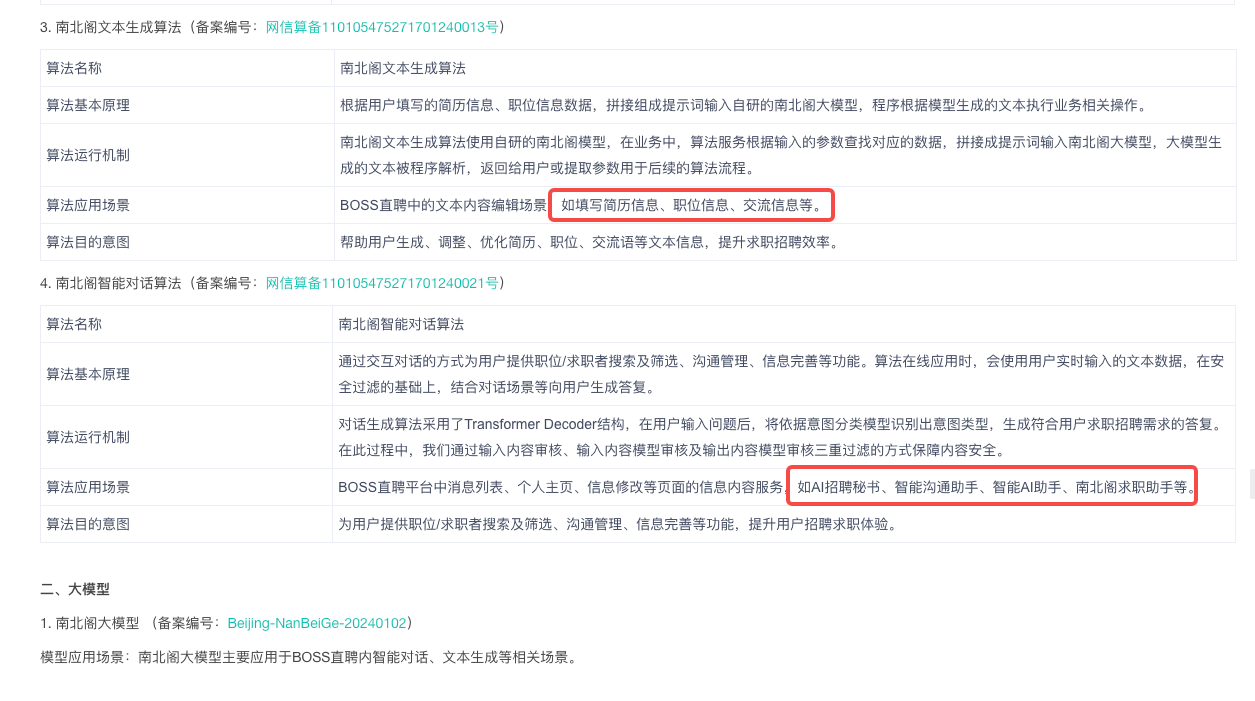 3. 南北阁文本生成算法（备案编号：网信算备110105475271701240013号）
算法名称
南北阁文本生成算法
算法基本原理
根据用户填写的简历信息、职位信息数据，拼接组成提示词输入自研的南北阁大模型，程序根据模型生成的文本执行业务相关操作。
算法运行机制
南北阁文本生成算法使用自研的南北阁模型，在业务中，算法服务根据输入的参数查找对应的数据，拼接成提示词输入南北阁大模型，大模型生
成的文本被程序解析，返回给用户或提取参数用于后续的算法流程。
算法应用场景
BOSS直聘中的文本内容编辑场景，如填写简历信息、职位信息、交流信息等。
算法目的意图
帮助用户生成、调整、优化简历、职位、交流语等文本信息，提升求职招聘效率。
4. 南北阁智能对话算法（备案编号：网信算备110105475271701240021号）
算法名称
南北阁智能对话算法
算法基本原理
通过交互对话的方式为用户提供职位/求职者搜索及筛选、沟通管理、信息完善等功能。算法在线应用时，会使用用户实时输入的文本数据，在安
全过滤的基础上，结合对话场景等向用户生成答复。
算法运行机制
对话生成算法采用了Transformer Decoder结构，在用户输入问题后，将依据意图分类模型识别出意图类型，生成符合用户求职招聘需求的答复。
在此过程中，我们通过输入内容审核、输入内容模型审核及输出内容模型审核三重过滤的方式保障内容安全。
算法应用场景
BOSS直聘平台中消息列表、个人主页、信息修改等页面的信息内容服务，如AI招聘秘书、智能沟通助手、智能AI助手、南北阁求职助手等。
算法目的意图
为用户提供职位/求职者搜索及筛选、沟通管理、信息完善等功能，提升用户招聘求职体验。
二、大模型
1. 南北阁大模型 （备案编号：Beijing-NanBeiGe-20240102）
模型应用场景：南北阁大模型主要应用于BOSS直聘内智能对话、文本生成等相关场景。